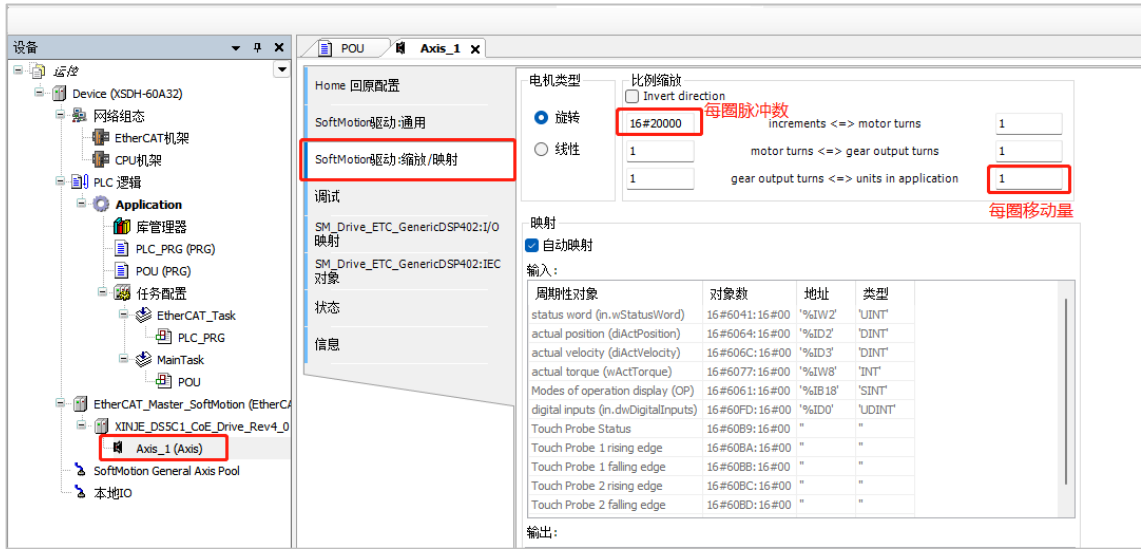 设备
运控
Device (XSDH-60A32)
网络组态
EtherCAT机架
CPU机架
PLC 逻辑
Application
库管理器
PLC_PRG (PRG)
POU (PRG)
任务配置
EtherCAT_Task
PLC_PRG
MainTask
POU
EtherCAT_Master_SoftMotion (EtherCA
XINJE_DS5C1_CoE_Drive_Rev4_0
Axis_1 (Axis)
SoftMotion General Axis Pool
本地IO
POU
Axis_1
Home 回原配置
SoftMotion驱动:通用
SoftMotion驱动:缩放/映射
调试
SM_Drive_ETC_GenericDSP402:I/O
映射
SM_Drive_ETC_GenericDSP402:IEC
对象
状态
信息
电机类型
旋转
线性
比例缩放
Invert direction
每圈脉冲数
16#20000 increments <=> motor turns 1
1 motor turns <=> gear output turns 1
1 gear output turns <=> units in application 1
每圈移动量
映射
自动映射
输入:
周期性对象 对象数 地址 类型
status word (in.wStatusWord) 16#6041:16#00 '%IW2' 'UINT'
actual position (diActPosition) 16#6064:16#00 '%ID2' 'DINT'
actual velocity (diActVelocity) 16#606C:16#00 '%ID3' 'DINT'
actual torque (wActTorque) 16#6077:16#00 '%IW8' 'INT'
Modes of operation display (OP) 16#6061:16#00 '%IB18' 'SINT'
digital inputs (in.dwDigitalInputs) 16#60FD:16#00 '%ID0' 'UDINT'
Touch Probe Status 16#60B9:16#00 '' ''
Touch Probe 1 rising edge 16#60BA:16#00 '' ''
Touch Probe 1 falling edge 16#60BB:16#00 '' ''
Touch Probe 2 rising edge 16#60BC:16#00 '' ''
Touch Probe 2 falling edge 16#60BD:16#00 '' ''
输出: